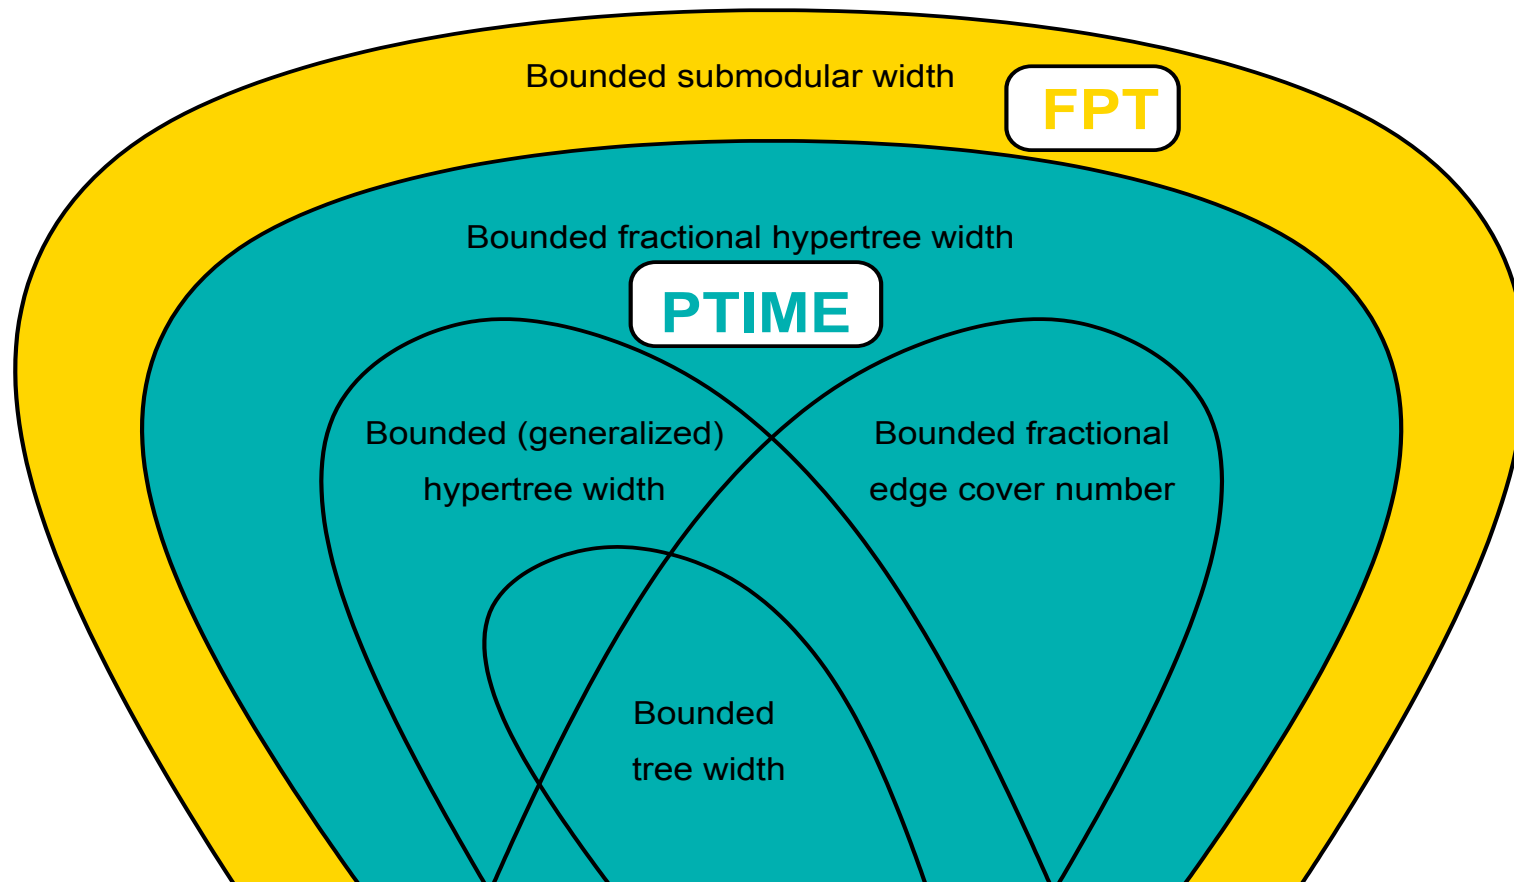 Bounded submodular width
FPT
Bounded fractional hypertree width
PTIME
Bounded (generalized)
hypertree width
Bounded fractional
edge cover number
Bounded
tree width